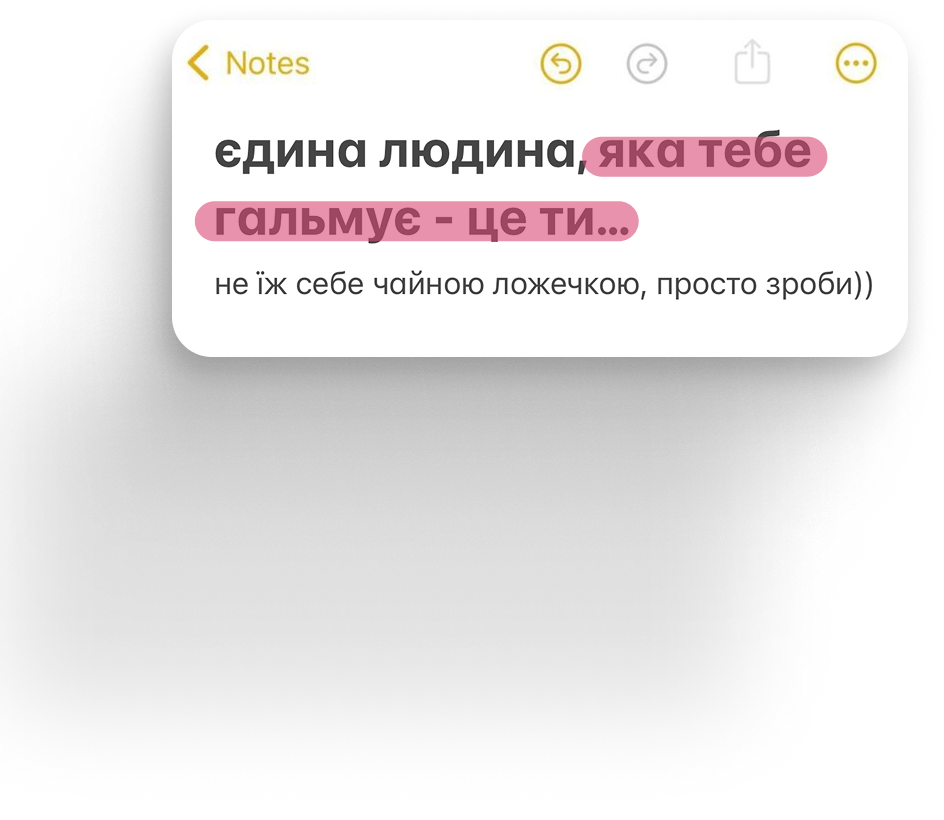 Notes
єдина людина, яка тебе
гальмує - це ти...
не їж себе чайною ложечкою, просто зроби))